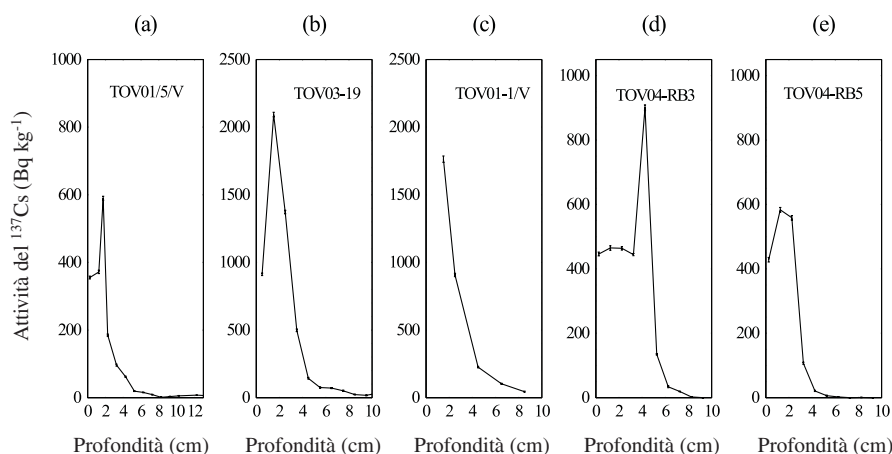 (a) (b) (c) (d) (e)
1000 2500 2500 1000 1000
TOV01/5/V TOV03-19 TOV01-1/V TOV04-RB3 TOV04-RB5
800 2000 2000 800 800
600 1500 1500 600 600
400 1000 1000 400 400
200 500 500 200 200
0 0 0 0 0
0 2 4 6 8 10 12 0 2 4 6 8 10 0 2 4 6 8 10 0 2 4 6 8 10 0 2 4 6 8 10
Attività del ¹³⁷Cs (Bq kg⁻¹)
Profondità (cm) Profondità (cm) Profondità (cm) Profondità (cm) Profondità (cm)